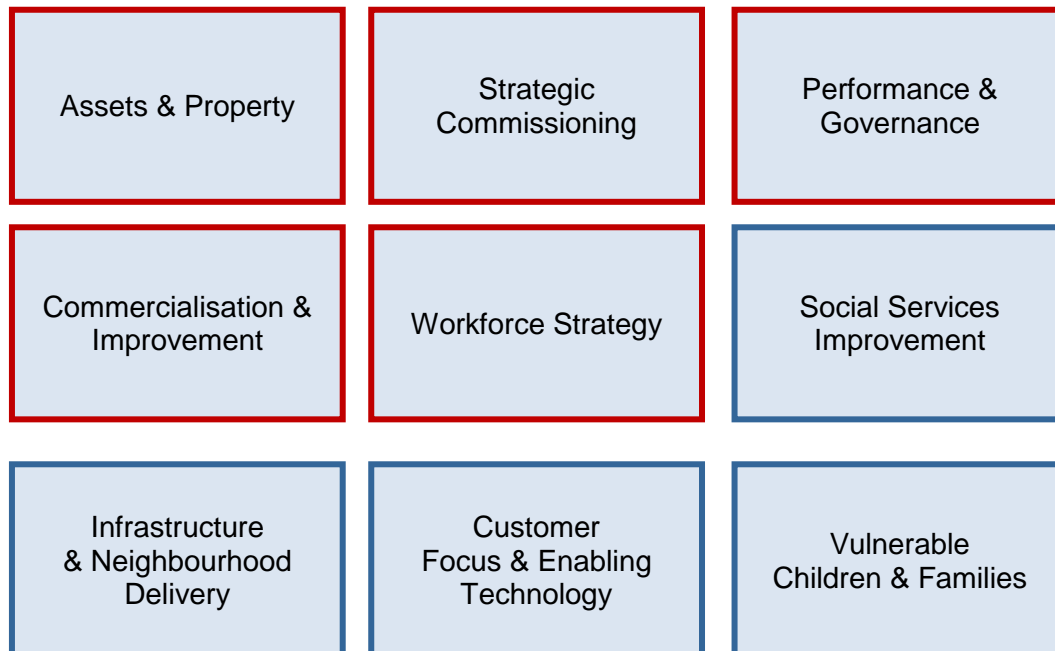 Assets & Property
Strategic
Commissioning
Performance &
Governance
Commercialisation &
Improvement
Workforce Strategy
Social Services
Improvement
Infrastructure
& Neighbourhood
Delivery
Customer
Focus & Enabling
Technology
Vulnerable
Children & Families